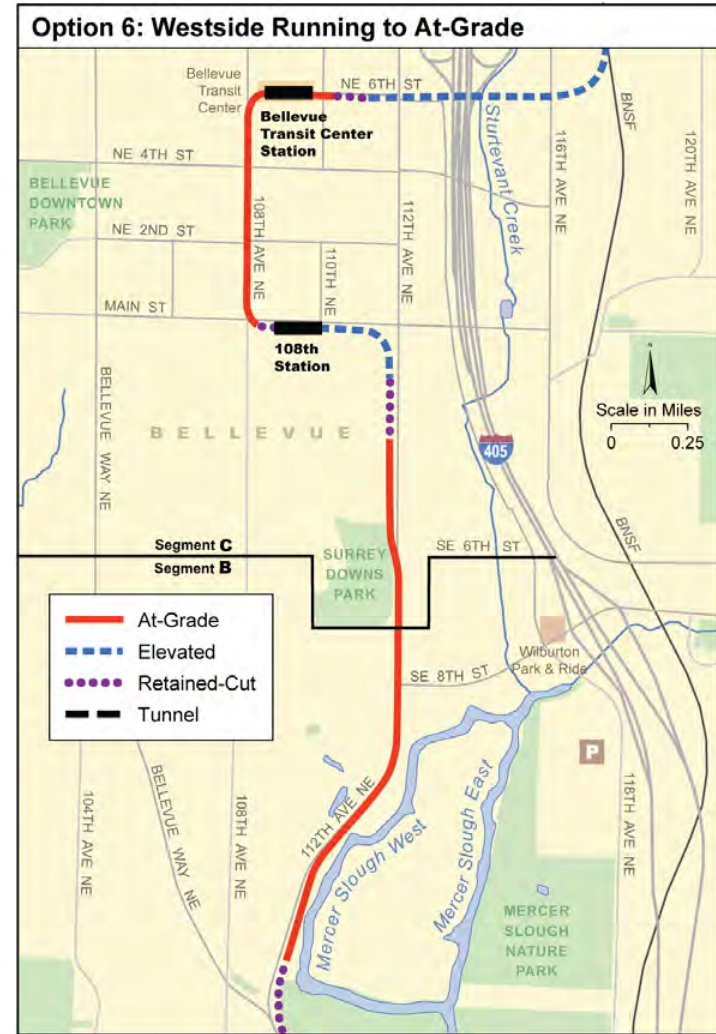 Option 6: Westside Running to At-Grade
Bellevue
Transit
Center
NE 6TH ST
Bellevue
Transit Center
Station
Sturtevant Creek
BNSF
116TH AVE NE
120TH AVE NE
NE 4TH ST
BELLEVUE
DOWNTOWN
PARK
108TH AVE NE
112TH AVE NE
NE 2ND ST
110TH NE
MAIN ST
108th
Station
N
Scale in Miles
0 0.25
BELLEVUE WAY NE
BELLEVUE
405
BNSF
Segment C
Segment B
SE 6TH ST
SURREY
DOWNS
PARK
At-Grade
Elevated
Retained-Cut
Tunnel
Wilburton
Park & Ride
SE 8TH ST
P
104TH AVE NE
BELLEVUE WAY NE
108TH AVE NE
112TH AVE NE
Mercer Slough West
Mercer Slough East
118TH AVE NE
MERCER
SLOUGH
NATURE
PARK